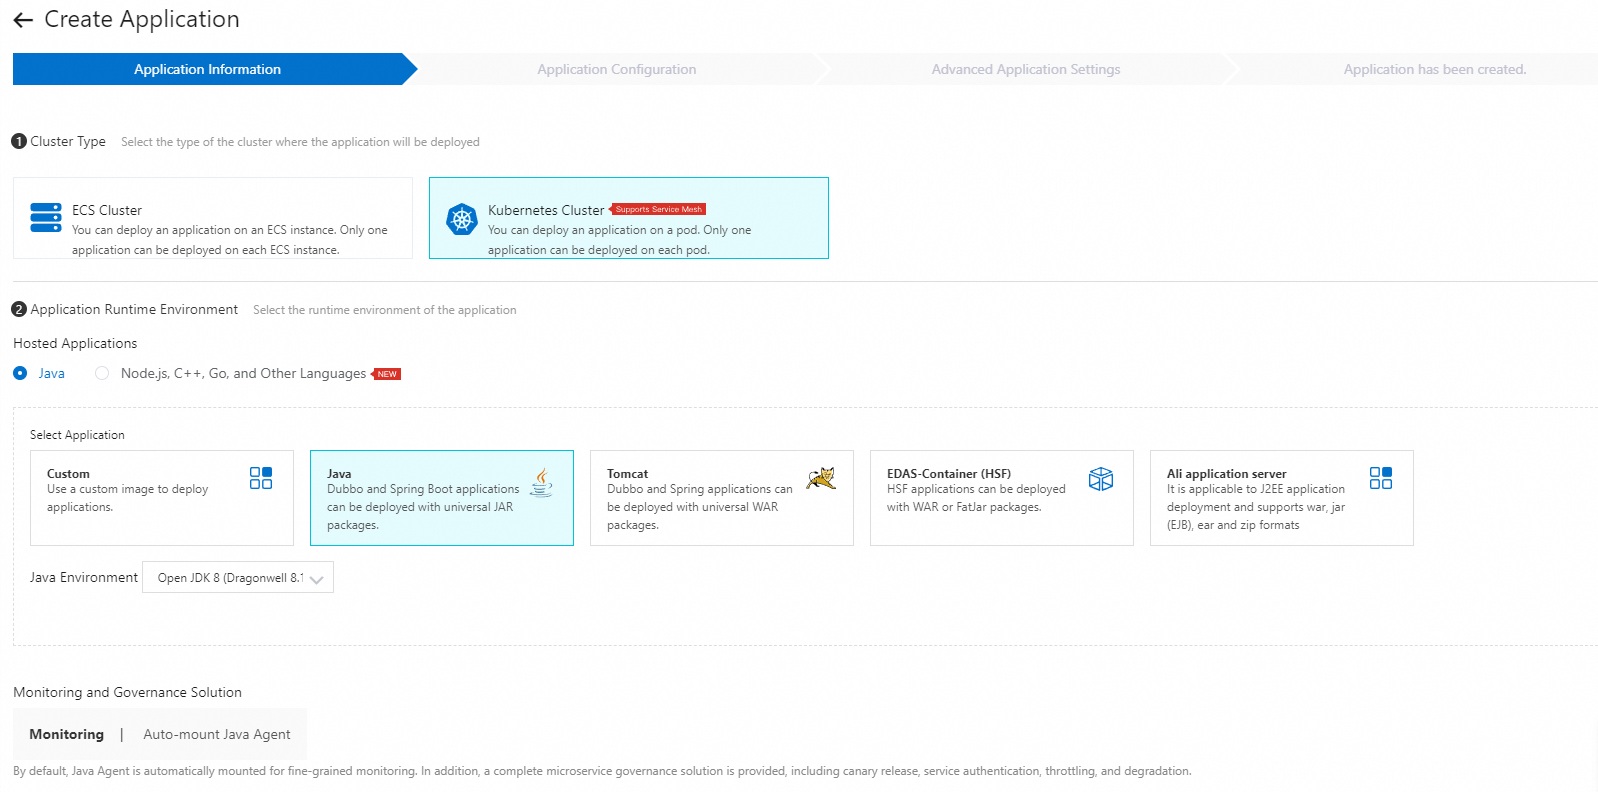 Create Application
Application Information
Application Configuration
Advanced Application Settings
Application has been created.
1 Cluster Type Select the type of the cluster where the application will be deployed
ECS Cluster
You can deploy an application on an ECS instance. Only one
application can be deployed on each ECS instance.
Kubernetes Cluster Supports Service Mesh
You can deploy an application on a pod. Only one
application can be deployed on each pod.
2 Application Runtime Environment Select the runtime environment of the application
Hosted Applications
Java Node.js, C++, Go, and Other Languages NEW
Select Application
Custom
Use a custom image to deploy
applications.
Java
Dubbo and Spring Boot applications
can be deployed with universal JAR
packages.
Tomcat
Dubbo and Spring applications can
be deployed with universal WAR
packages.
EDAS-Container (HSF)
HSF applications can be deployed
with WAR or FatJar packages.
Ali application server
It is applicable to J2EE application
deployment and supports war, jar
(EJB), ear and zip formats
Java Environment Open JDK 8 (Dragonwell 8.1
Monitoring and Governance Solution
Monitoring | Auto-mount Java Agent
By default, Java Agent is automatically mounted for fine-grained monitoring. In addition, a complete microservice governance solution is provided, including canary release, service authentication, throttling, and degradation.